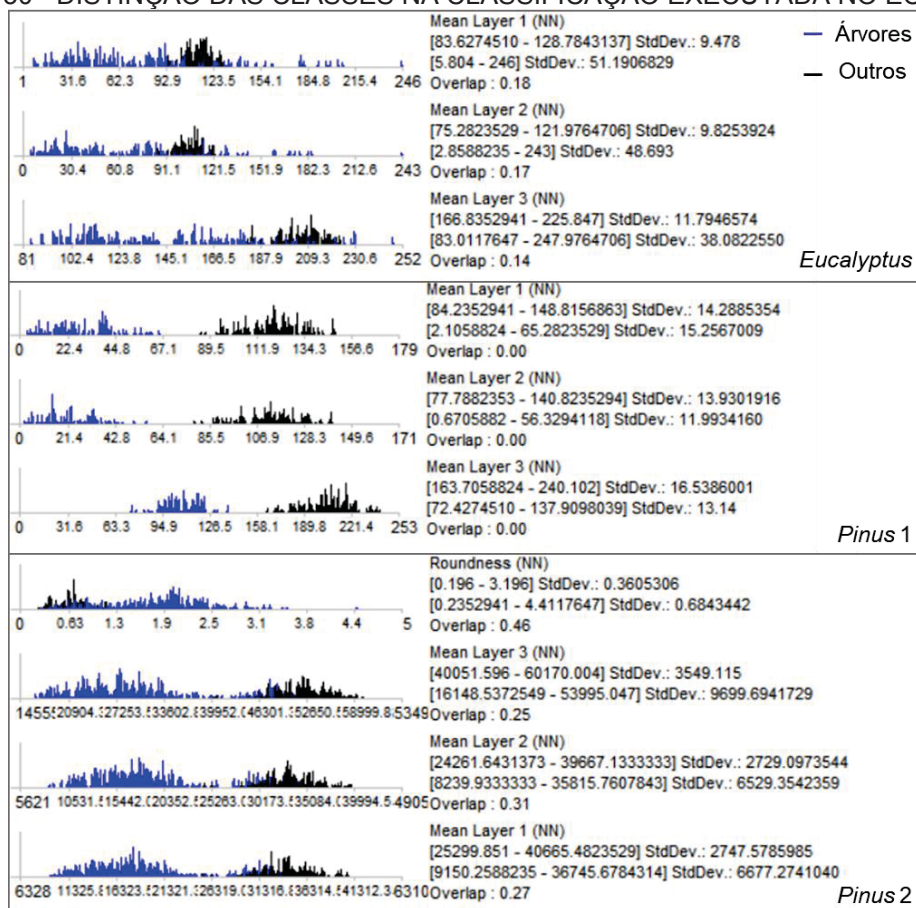 DISTINÇÃO DAS CLASSES NA CLASSIFICAÇÃO EXECUTADA NO
Mean Layer 1 (NN)
[83.6274510 - 128.7843137] StdDev.: 9.478
[5.804 - 246] StdDev.: 51.1906829
Overlap : 0.18
1 31.6 62.3 92.9 123.5 154.1 184.8 215.4 246
Árvores
Outros
Mean Layer 2 (NN)
[75.2823529 - 121.9764706] StdDev.: 9.8253924
[2.8588235 - 243] StdDev.: 48.693
Overlap : 0.17
0 30.4 60.8 91.1 121.5 151.9 182.3 212.6 243
Mean Layer 3 (NN)
[166.8352941 - 225.847] StdDev.: 11.7946574
[83.0117647 - 247.9764706] StdDev.: 38.0822550
Overlap : 0.14
81 102.4 123.8 145.1 166.5 187.9 209.3 230.6 252
Eucalyptus
Mean Layer 1 (NN)
[84.2352941 - 148.8156863] StdDev.: 14.2885354
[2.1058824 - 65.2823529] StdDev.: 15.2567009
Overlap : 0.00
0 22.4 44.8 67.1 89.5 111.9 134.3 156.6 179
Mean Layer 2 (NN)
[77.7882353 - 140.8235294] StdDev.: 13.9301916
[0.6705882 - 56.3294118] StdDev.: 11.9934160
Overlap : 0.00
0 21.4 42.8 64.1 85.5 106.9 128.3 149.6 171
Mean Layer 3 (NN)
[163.7058824 - 240.102] StdDev.: 16.5386001
[72.4274510 - 137.9098039] StdDev.: 13.14
Overlap : 0.00
0 31.6 63.3 94.9 126.5 158.1 189.8 221.4 253
Pinus 1
Roundness (NN)
[0.196 - 3.196] StdDev.: 0.3605306
[0.2352941 - 4.4117647] StdDev.: 0.6843442
Overlap : 0.46
0 0.63 1.3 1.9 2.5 3.1 3.8 4.4 5
Mean Layer 3 (NN)
[40051.596 - 60170.004] StdDev.: 3549.115
[16148.5372549 - 53995.047] StdDev.: 9699.6941729
Overlap : 0.25
Mean Layer 2 (NN)
[24261.6431373 - 39667.1333333] StdDev.: 2729.0973544
[8239.9333333 - 35815.7607843] StdDev.: 6529.3542359
Overlap : 0.31
5621
Mean Layer 1 (NN)
[25299.851 - 40665.4823529] StdDev.: 2747.5785985
[9150.2588235 - 36745.6784314] StdDev.: 6677.2741040
Overlap : 0.27
6328
Pinus 2